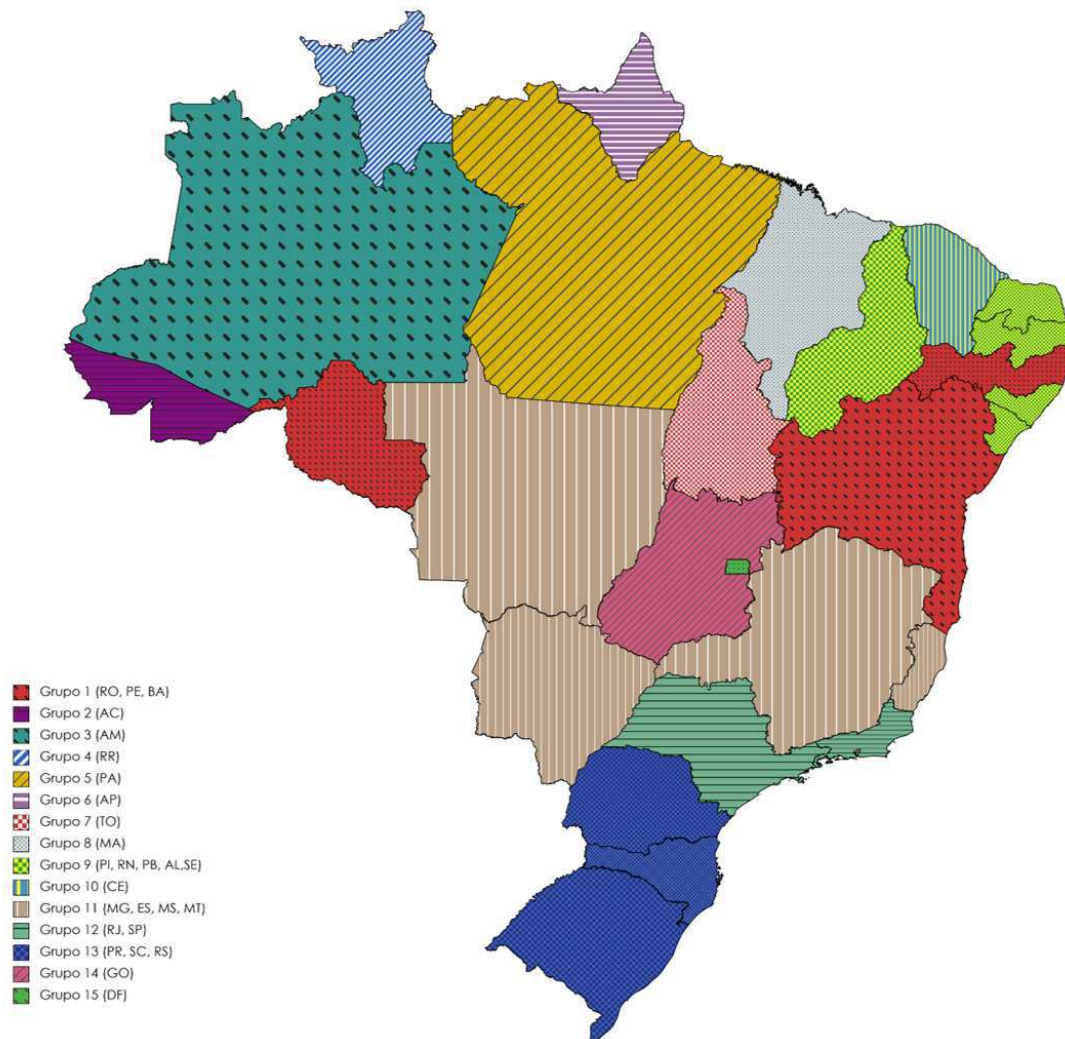 Grupo 1 (RO, PE, BA)
Grupo 2 (AC)
Grupo 3 (AM)
Grupo 4 (RR)
Grupo 5 (PA)
Grupo 6 (AP)
Grupo 7 (TO)
Grupo 8 (MA)
Grupo 9 (PI, RN, PB, AL,SE)
Grupo 10 (CE)
Grupo 11 (MG, ES, MS, MT)
Grupo 12 (RJ, SP)
Grupo 13 (PR, SC, RS)
Grupo 14 (GO)
Grupo 15 (DF)